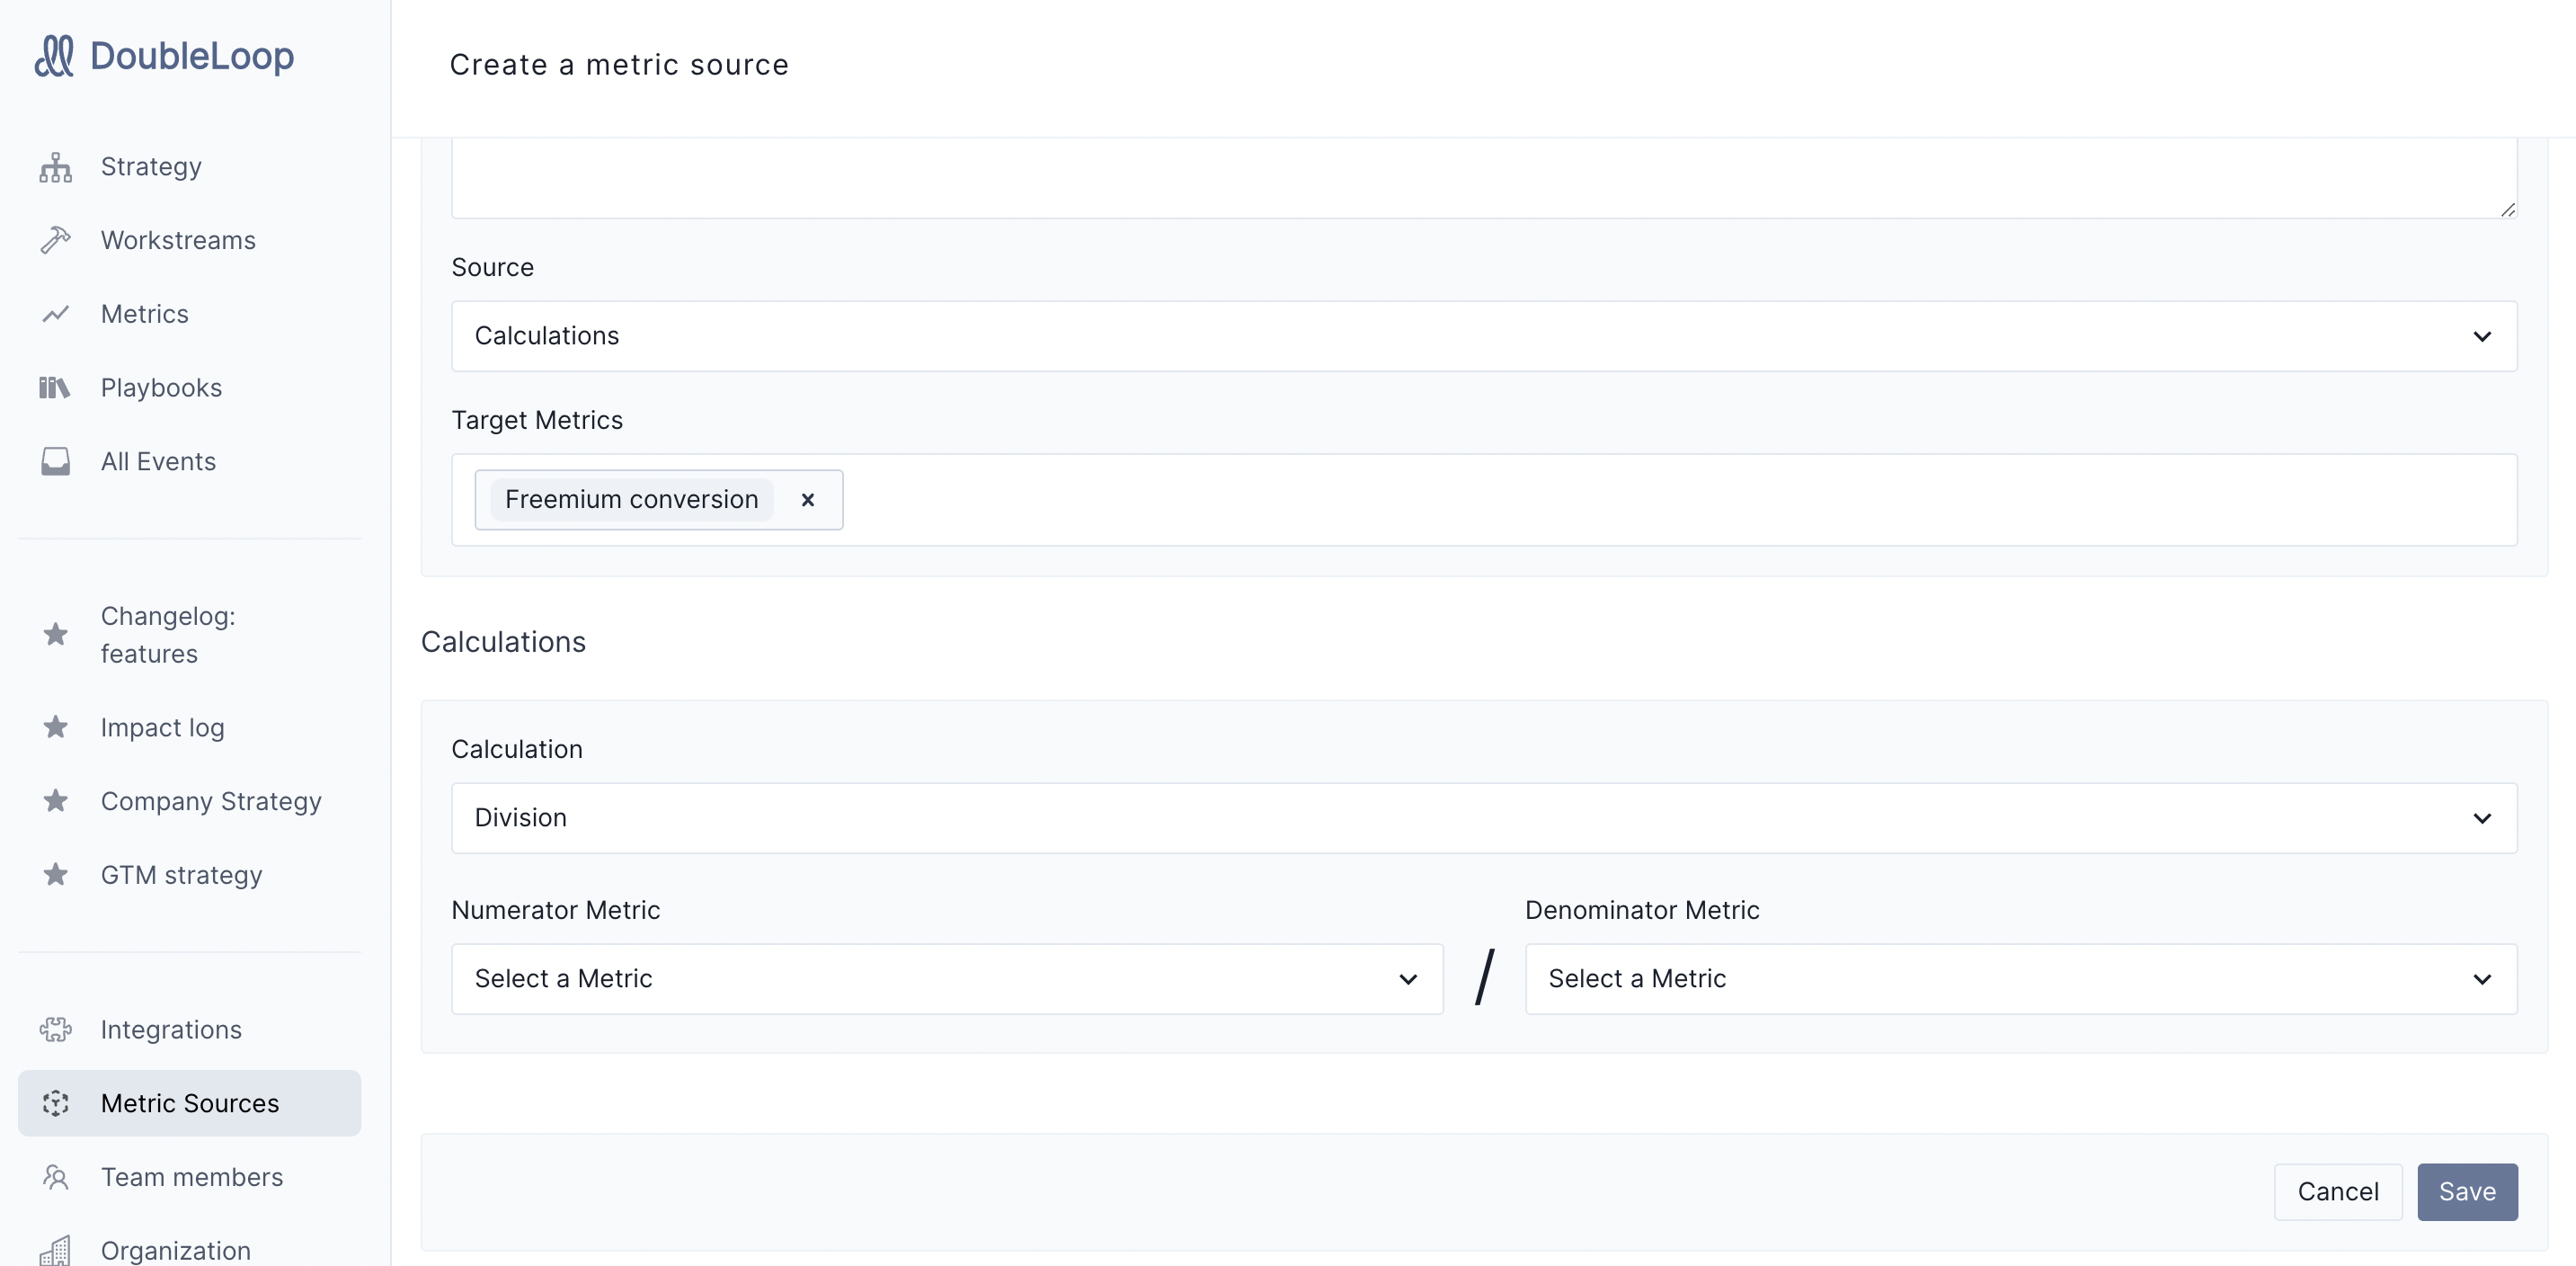 DoubleLoop
Strategy
Workstreams
Metrics
Playbooks
All Events
Changelog:
features
Impact log
Company Strategy
GTM strategy
Integrations
Metric Sources
Team members
Organization
Create a metric source
Source
Calculations
Target Metrics
Freemium conversion
Calculations
Calculation
Division
Numerator Metric
Select a Metric
/
Denominator Metric
Select a Metric
Cancel
Save